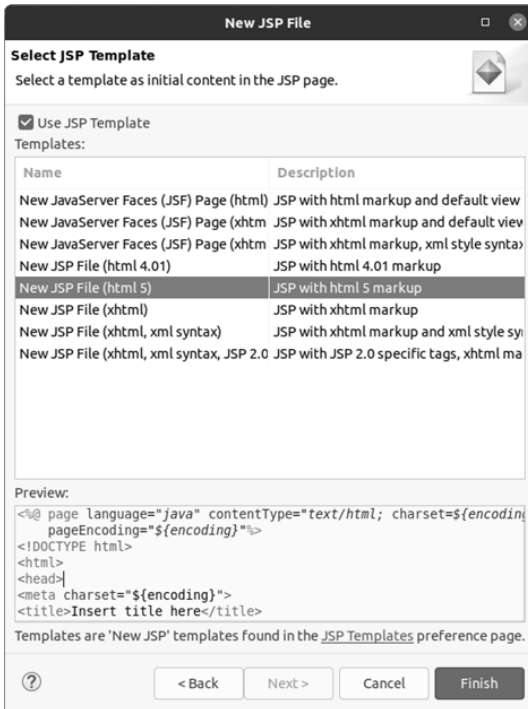 New JSP File
Select JSP Template
Select a template as initial content in the JSP page.
Use JSP Template
Templates:
Name Description
New JavaServer Faces (JSF) Page (html) JSP with html markup and default view
New JavaServer Faces (JSF) Page (xhtm JSP with xhtml markup and default view
New JavaServer Faces (JSF) Page (xhtm JSP with xhtml markup, xml style syntax
New JSP File (html 4.01) JSP with html 4.01 markup
New JSP File (html 5) JSP with html 5 markup
New JSP File (xhtml) JSP with xhtml markup
New JSP File (xhtml, xml syntax) JSP with xhtml markup and xml style syn
New JSP File (xhtml, xml syntax, JSP 2.0 JSP with JSP 2.0 specific tags, xhtml ma
Preview:
<%@ page language="java" contentType="text/html; charset=${encoding
pageEncoding="${encoding}"%>
<!DOCTYPE html>
<html>
<head>
<meta charset="${encoding}">
<title>Insert title here</title>
Templates are 'New JSP' templates found in the JSP Templates preference page.
? < Back Next > Cancel Finish